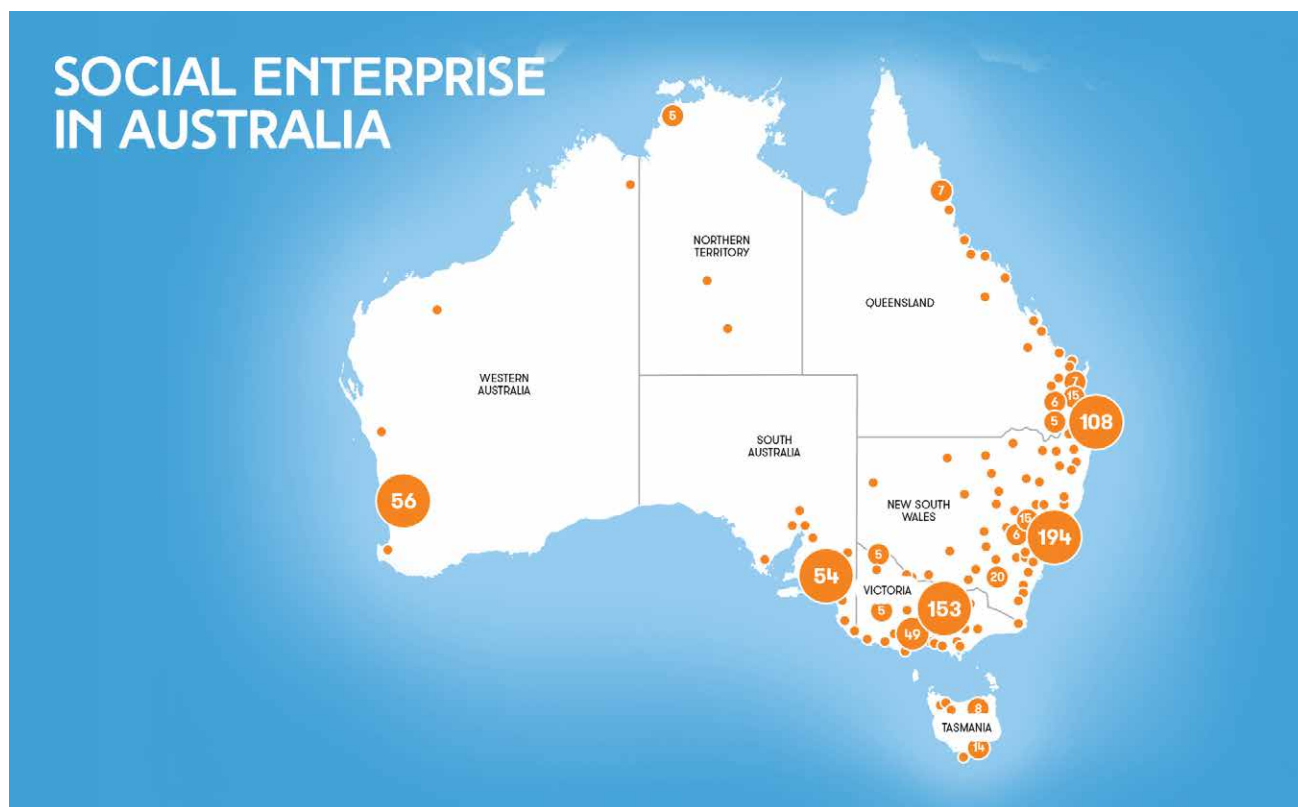 SOCIAL ENTERPRISE
IN AUSTRALIA
5
7
NORTHERN
TERRITORY
QUEENSLAND
WESTERN
AUSTRALIA
7
15
6
5
108
SOUTH
AUSTRALIA
56
NEW SOUTH
WALES
15
6
194
5
54
20
VICTORIA
5
153
49
8
TASMANIA
14